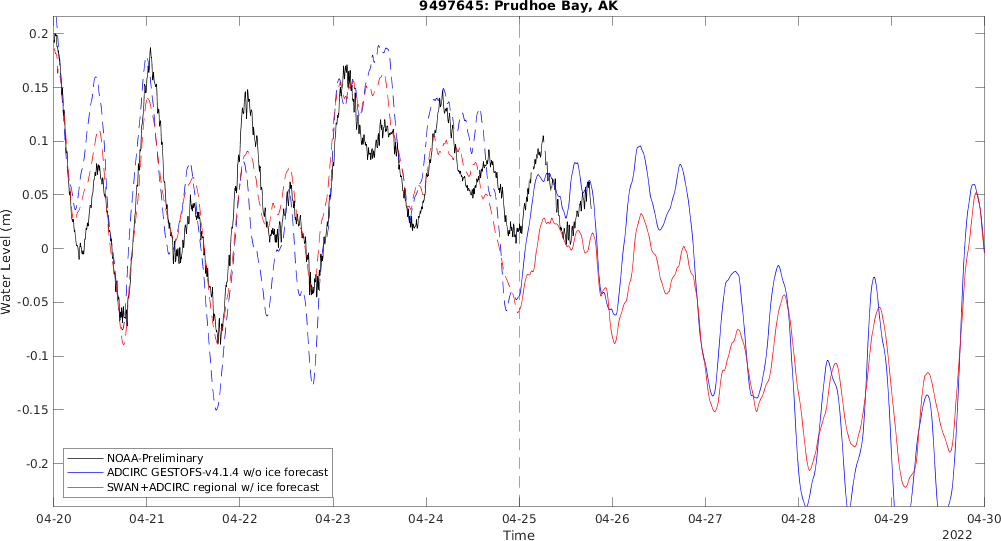 9497645: Prudhoe Bay, AK
Water Level (m)
0.2
0.15
0.1
0.05
0
-0.05
-0.1
-0.15
-0.2
NOAA-Preliminary
ADCIRC GESTOFS-v4.1.4 w/o ice forecast
SWAN+ADCIRC regional w/ ice forecast
04-20 04-21 04-22 04-23 04-24 04-25 04-26 04-27 04-28 04-29 04-30
Time
2022